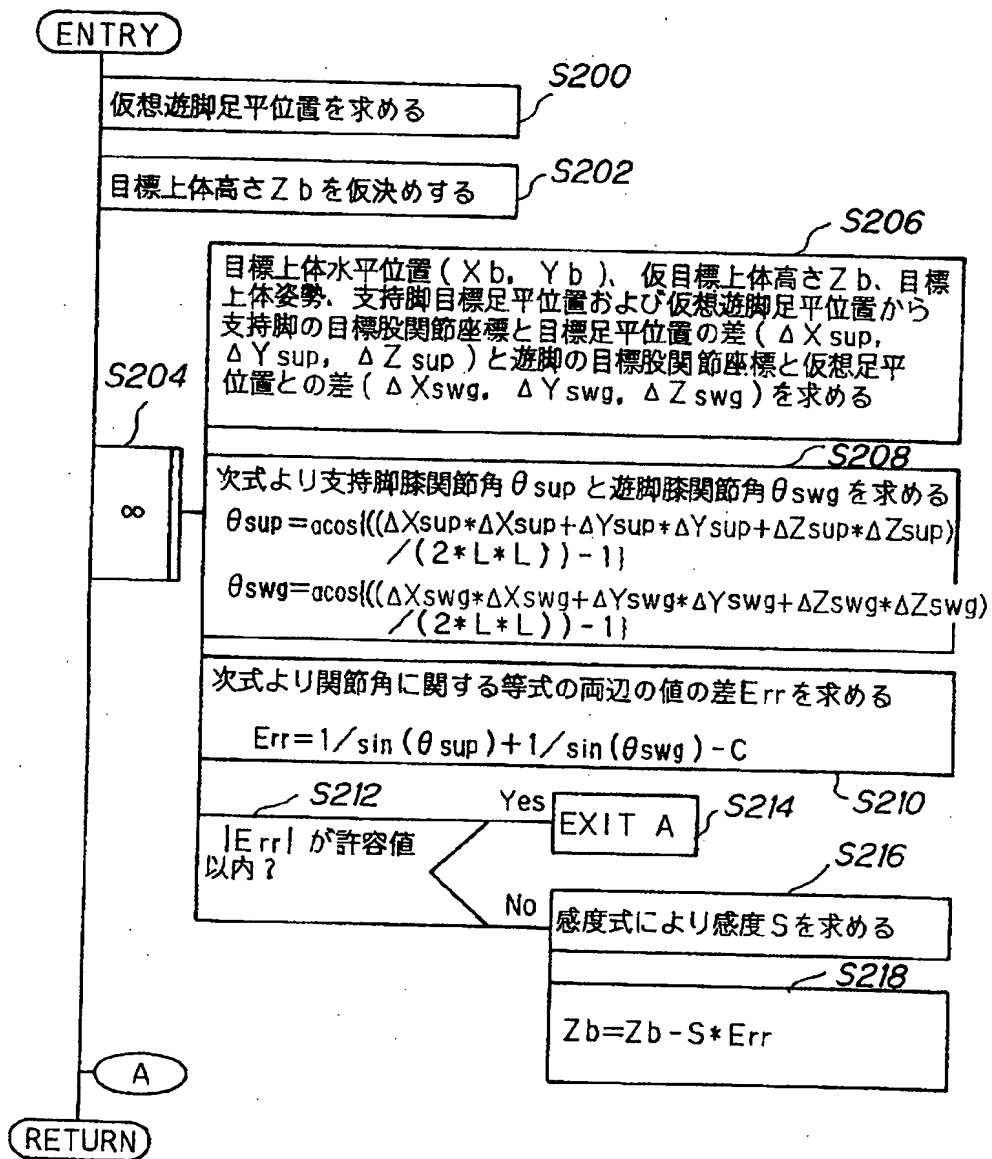 ENTRY
S200
仮想遊脚足平位置を求める
S202
目標上体高さZbを仮決めする
S206
目標上体水平位置(Xb, Yb)、仮目標上体高さZb、目標
上体姿勢、支持脚目標足平位置および仮想遊脚足平位置から
支持脚の目標股関節座標と目標足平位置の差(ΔXsup,
ΔYsup, ΔZsup)と遊脚の目標股関節座標と仮想足平
位置との差(ΔXswg, ΔYswg, ΔZswg)を求める
S204
∞
S208
次式より支持脚膝関節角θsupと遊脚膝関節角θswgを求める
θsup=acos{((ΔXsup*ΔXsup+ΔYsup*ΔYsup+ΔZsup*ΔZsup)
/(2*L*L))-1}
θswg=acos{((ΔXswg*ΔXswg+ΔYswg*ΔYswg+ΔZswg*ΔZswg)
/(2*L*L))-1}
次式より関節角に関する等式の両辺の値の差Errを求める
Err=1/sin(θsup)+1/sin(θswg)-C
S210
S212
|Err|が許容値
以内?
Yes
EXIT A
S214
No
S216
感度式により感度Sを求める
S218
Zb=Zb-S*Err
A
RETURN